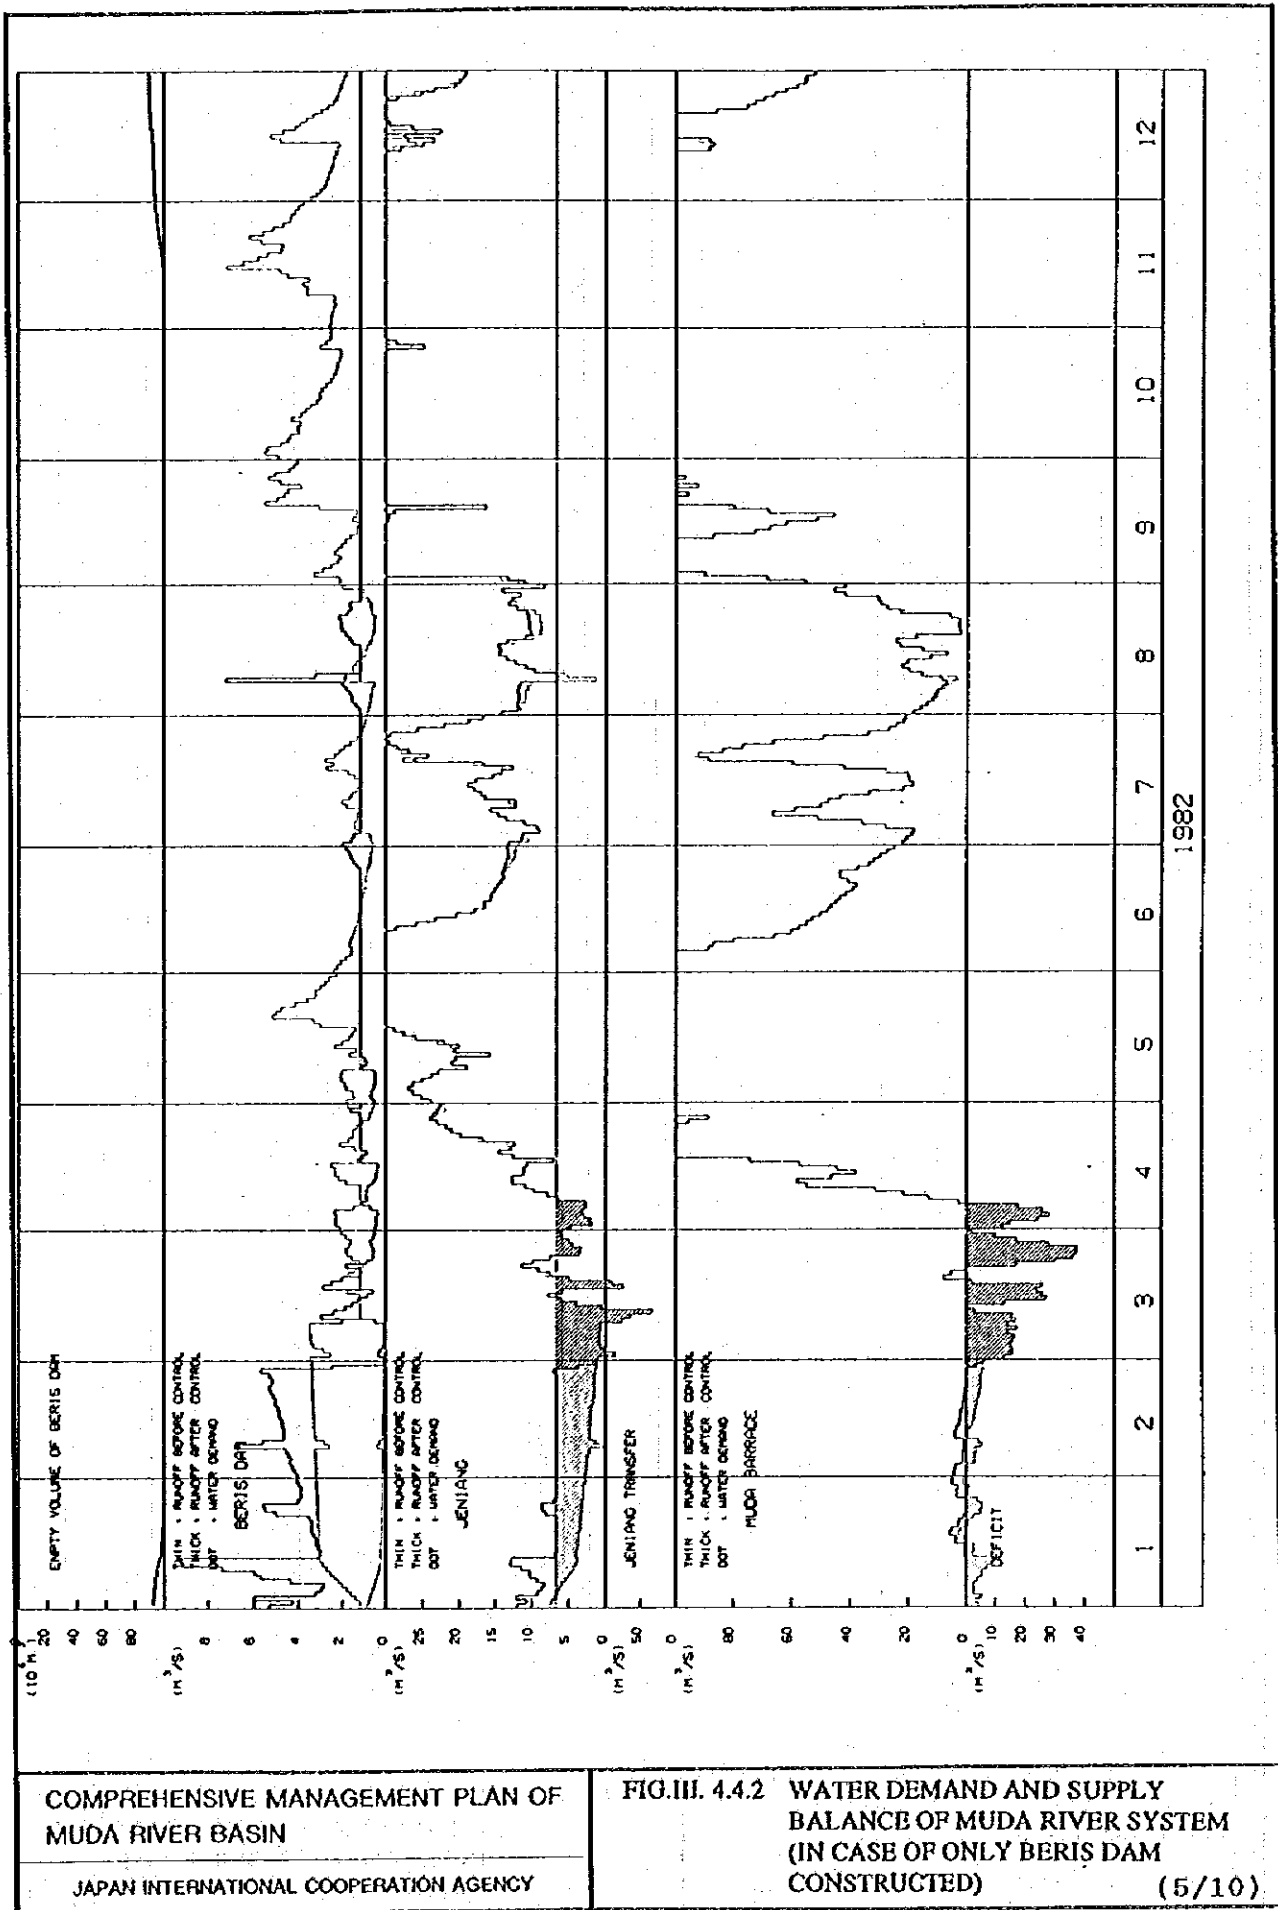 EMPTY VOLUME OF BERIS DAM
(10⁶ M³)
0
20
40
60
80
THIN : RUNOFF BEFORE CONTROL
THICK : RUNOFF AFTER CONTROL
DOT : WATER DEMAND
BERIS DAM
(M³/S)
8
6
4
2
0
THIN : RUNOFF BEFORE CONTROL
THICK : RUNOFF AFTER CONTROL
DOT : WATER DEMAND
JENIANG
(M³/S)
25
20
15
10
5
0
JENIANG TRANSFER
(M³/S)
50
THIN : RUNOFF BEFORE CONTROL
THICK : RUNOFF AFTER CONTROL
DOT : WATER DEMAND
MUDA BARRAGE
(M³/S)
80
60
40
20
0
DEFICIT
(M³/S)
10
20
30
40
1 2 3 4 5 6 7 8 9 10 11 12
1982
COMPREHENSIVE MANAGEMENT PLAN OF
MUDA RIVER BASIN
JAPAN INTERNATIONAL COOPERATION AGENCY
FIG.III. 4.4.2 WATER DEMAND AND SUPPLY
BALANCE OF MUDA RIVER SYSTEM
(IN CASE OF ONLY BERIS DAM
CONSTRUCTED) (5/10)